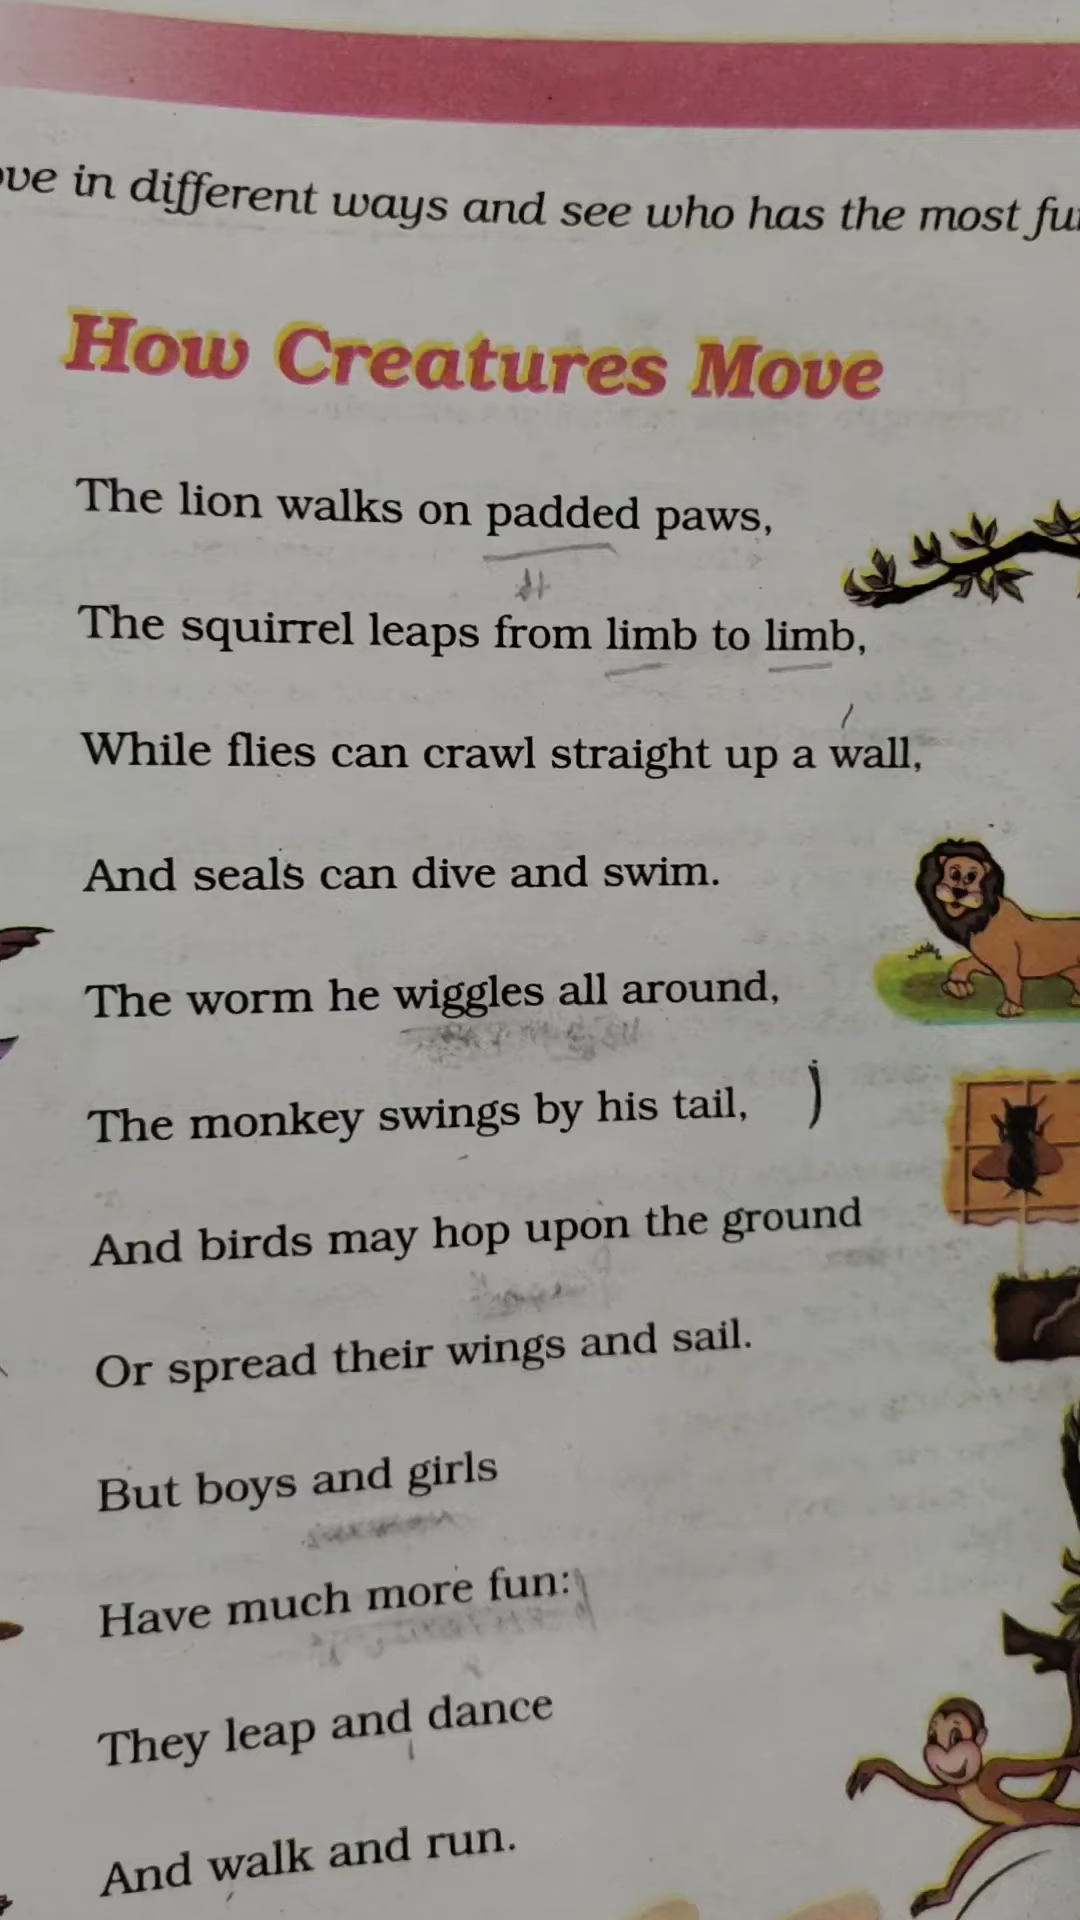 in different ways and see who has the most
How Creatures Move
The lion walks on padded paws,
The squirrel leaps from limb to limb,
While flies can crawl straight up a wall,
And seals can dive and swim.
The worm he wiggles all around,
The monkey swings by his tail,
And birds may hop upon the ground
Or spread their wings and sail.
But boys and girls
Have much more fun:
They leap and dance
And walk and run.